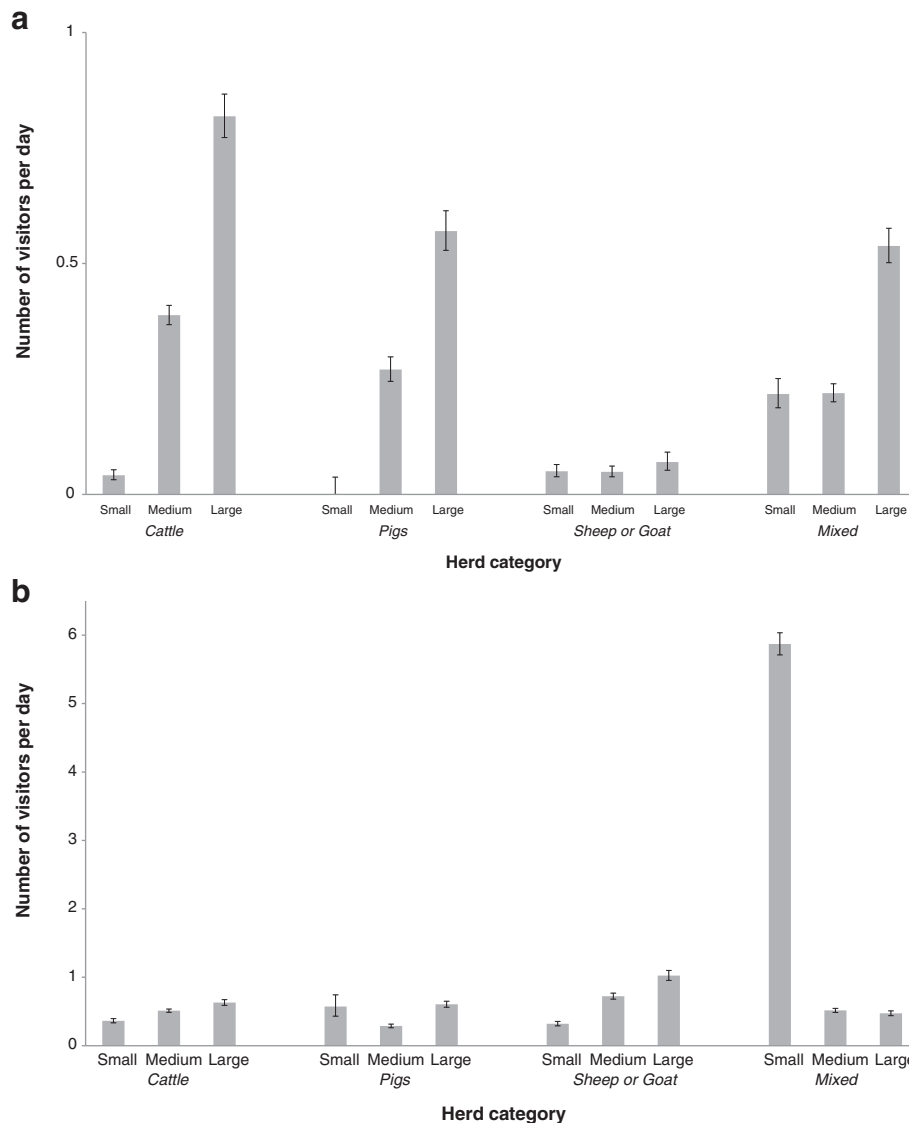 a
Number of visitors per day
1
0.5
0
Small Medium Large Small Medium Large Small Medium Large Small Medium Large
Cattle Pigs Sheep or Goat Mixed
Herd category
b
Number of visitors per day
6
5
4
3
2
1
0
Small Medium Large Small Medium Large Small Medium Large Small Medium Large
Cattle Pigs Sheep or Goat Mixed
Herd category